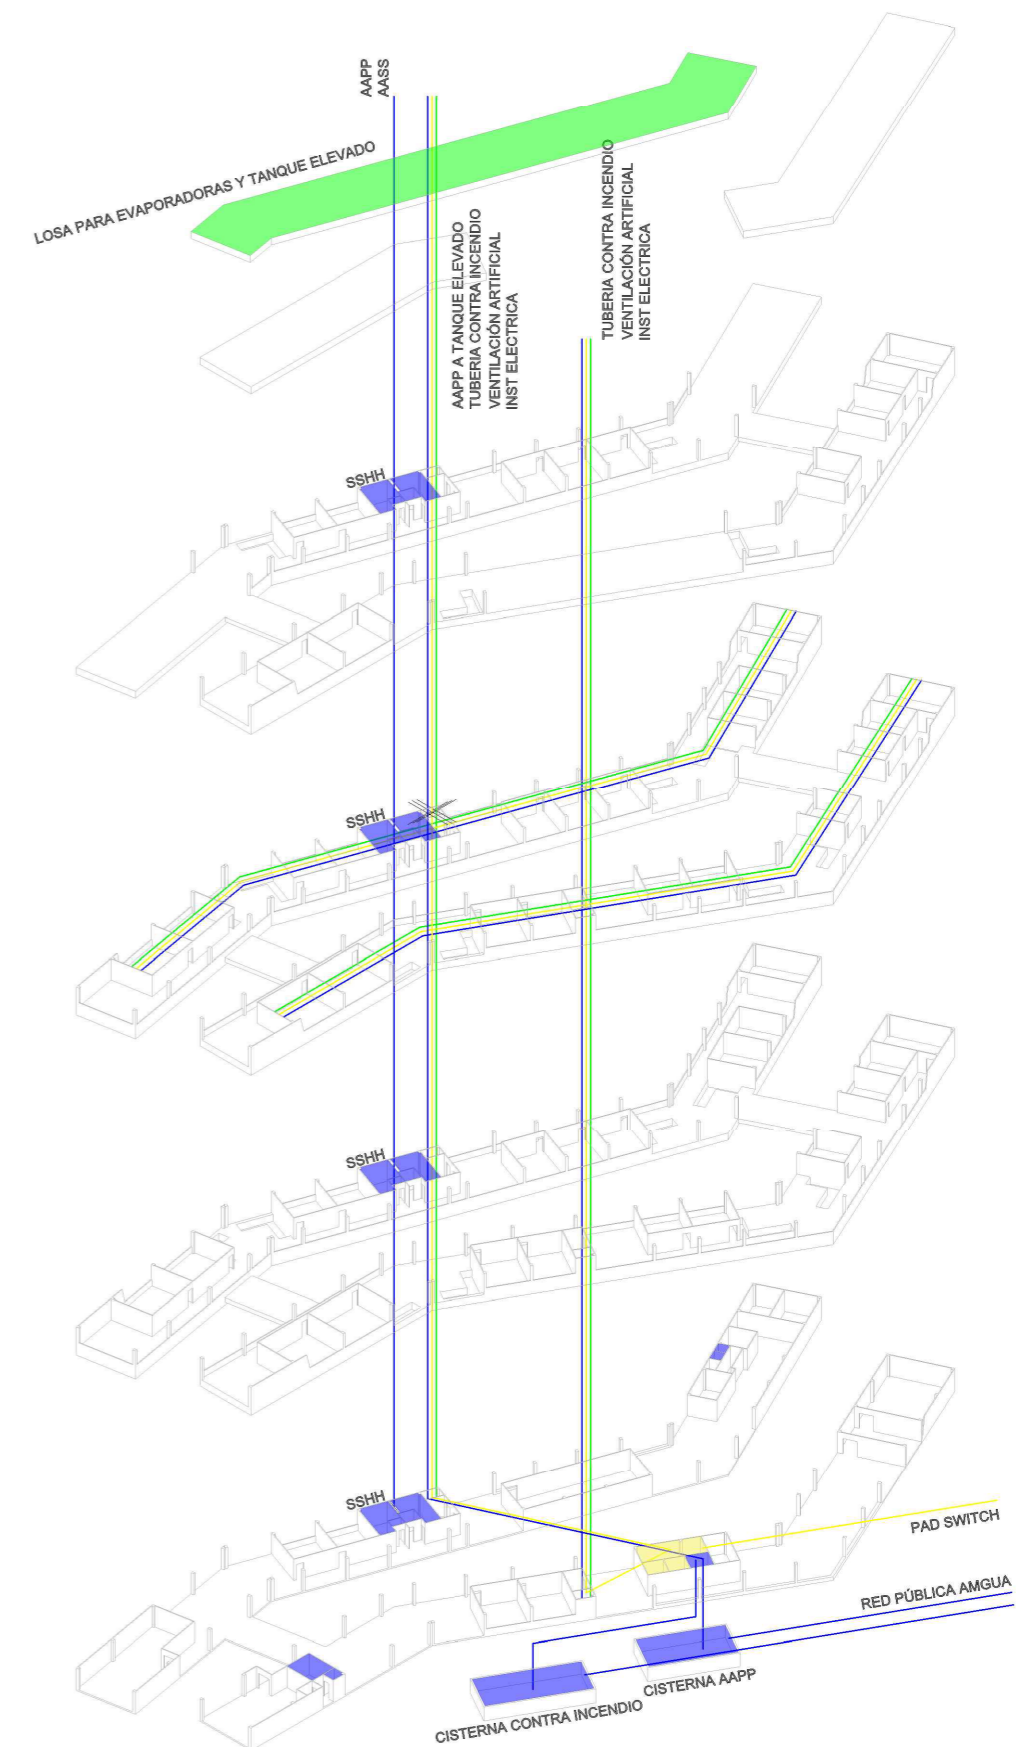 AAPP
AASS
LOSA PARA EVAPORADORAS Y TANQUE ELEVADO
AAPP A TANQUE ELEVADO
TUBERIA CONTRA INCENDIO
VENTILACIÓN ARTIFICIAL
INST ELECTRICA
TUBERIA CONTRA INCENDIO
VENTILACIÓN ARTIFICIAL
INST ELECTRICA
SSHH
SSHH
SSHH
SSHH
PAD SWITCH
RED PÚBLICA AMGUA
CISTERNA AAPP
CISTERNA CONTRA INCENDIO